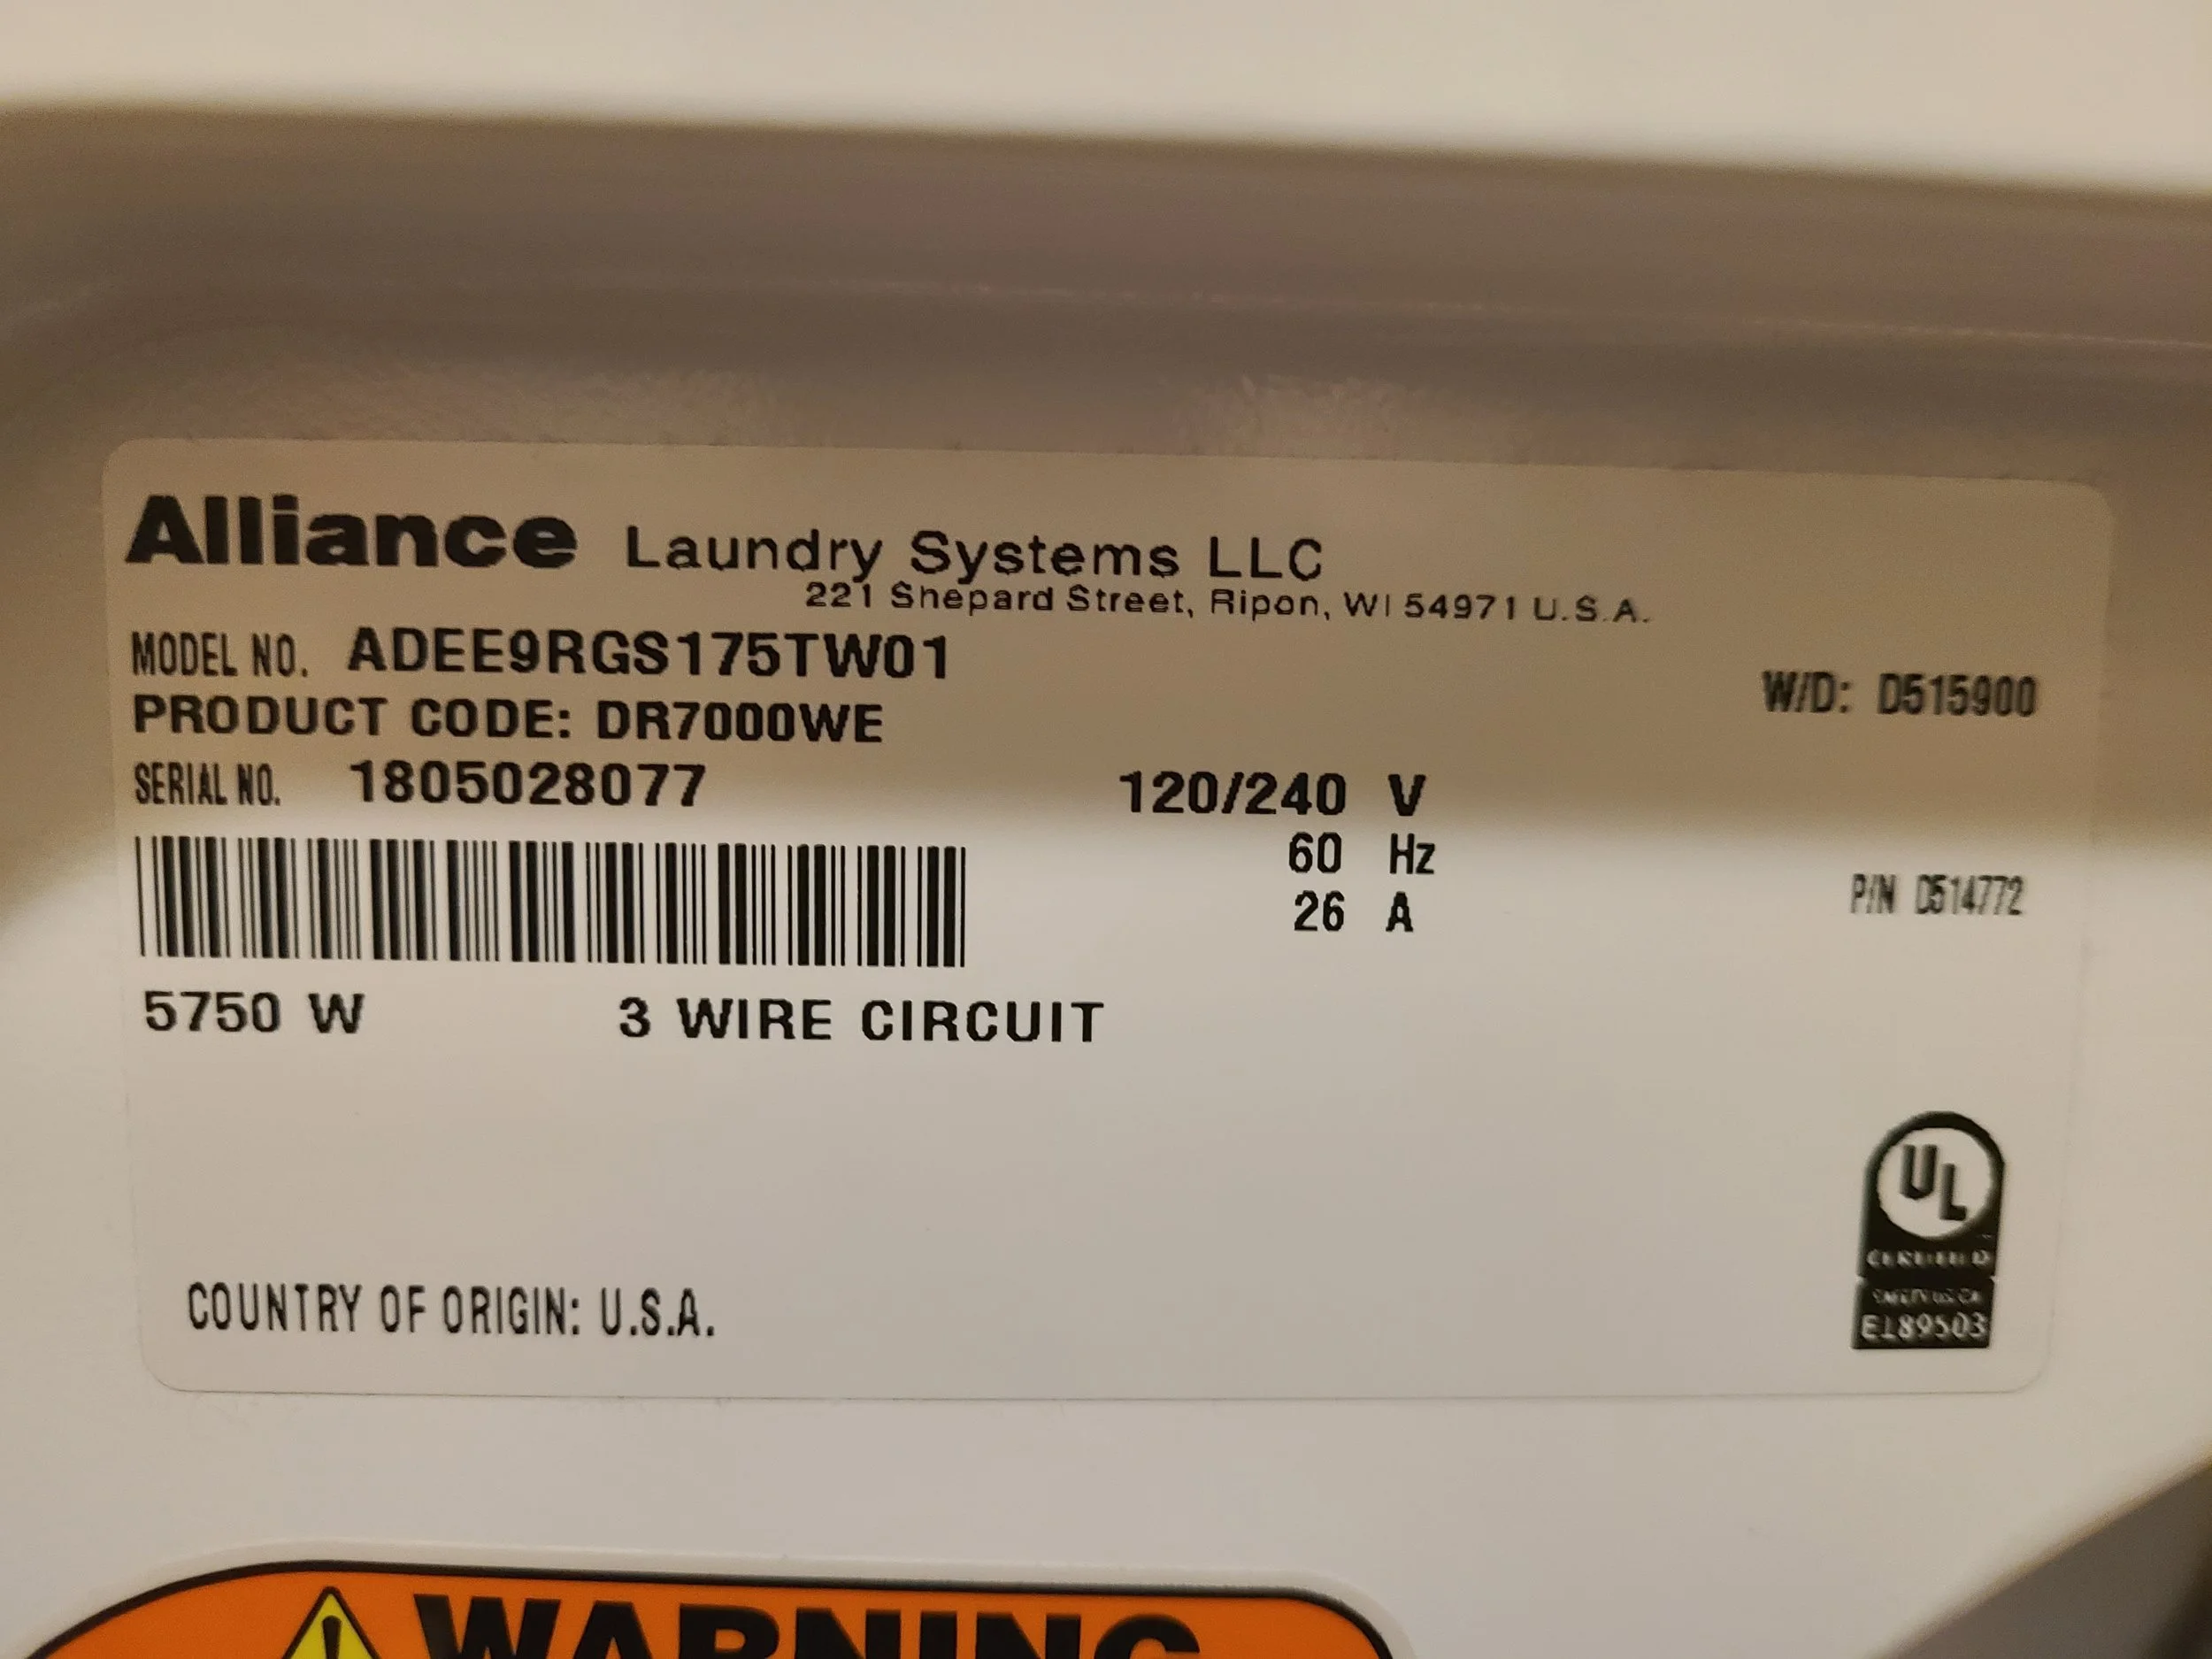 Alliance Laundry Systems LLC
221 Shepard Street, Ripon, WI 54971 U.S.A.
MODEL NO. ADEE9RGS175TW01
W/D: D515900
PRODUCT CODE: DR7000WE
SERIAL NO. 1805028077
120/240 V
60 Hz
26 A
P/N D514772
5750 W 3 WIRE CIRCUIT
UL
CERTIFIED
E189503
COUNTRY OF ORIGIN: U.S.A.
WARNING